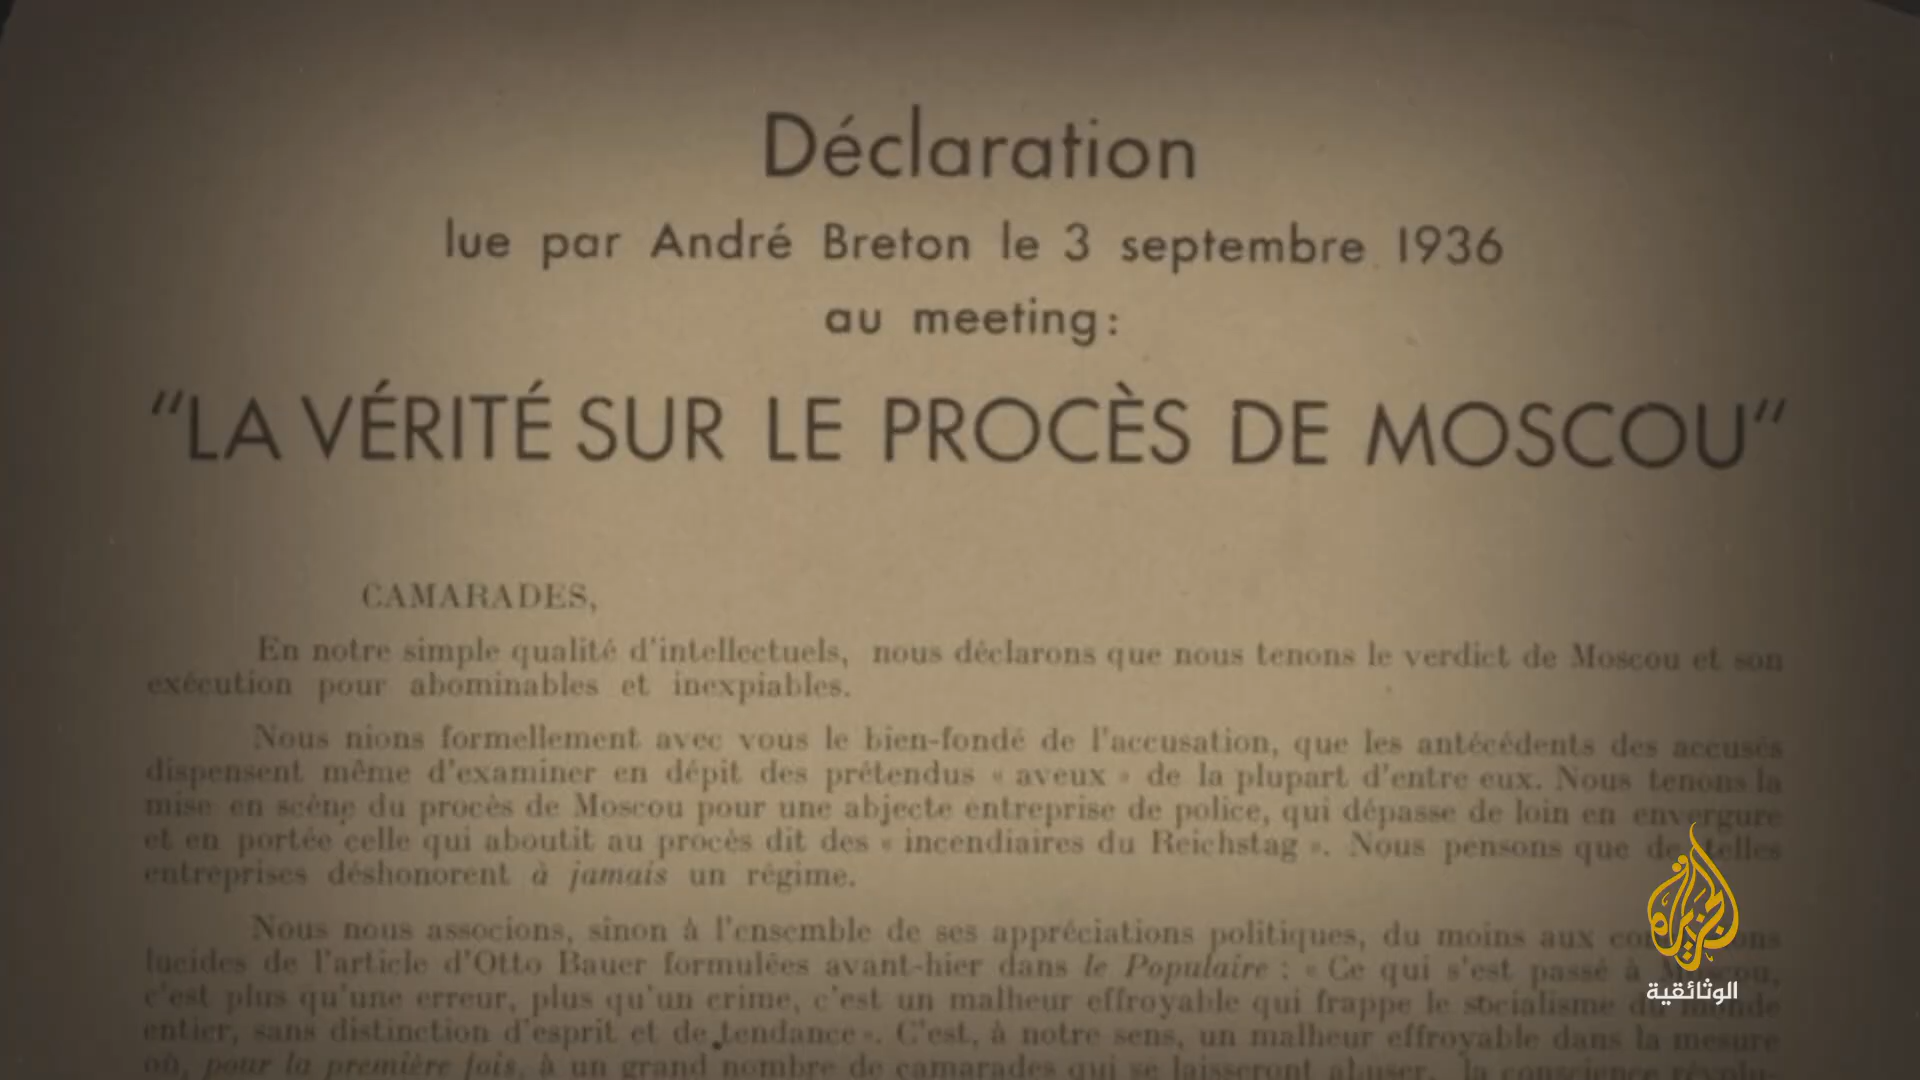 Déclaration
lue par André Breton le 3 septembre 1936
au meeting:
"LA VÉRITÉ SUR LE PROCÈS DE MOSCOU"
CAMARADES,
En notre simple qualité d'intellectuels, nous déclarons que nous tenons le verdict de Moscou et son
exécution pour abominables et inexpiables.
Nous nions formellement avec vous le bien-fondé de l'accusation, que les antécédents des accusés
dispensent même d'examiner en dépit des prétendus « aveux » de la plupart d'entre eux. Nous tenons la
mise en scène du procès de Moscou pour une abjecte entreprise de police, qui dépasse de loin en envergure
et en portée celle qui aboutit au procès dit des « incendiaires du Reichstag ». Nous pensons que de telles
entreprises déshonorent à jamais un régime.
Nous nous associons, sinon à l'ensemble de ses appréciations politiques, du moins aux
lucides de l'article d'Otto Bauer formulées avant-hier dans le Populaire : « Ce qui s'est passé à Moscou,
c'est plus qu'une erreur, plus qu'un crime, c'est un malheur effroyable qui frappe le socialisme du monde
entier, sans distinction d'esprit et de tendance ». C'est, à notre sens, un malheur effroyable dans la mesure
où, pour la première fois, à un grand nombre de camarades qui se laisseront abuser, la conscience révolu-
الجزيرة
الوثائقية